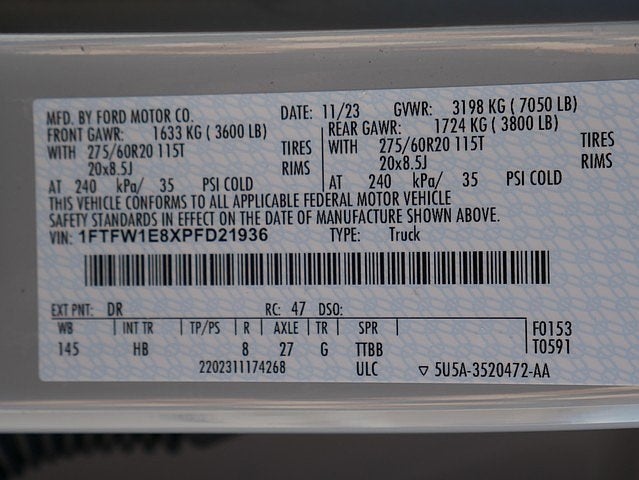 MFD. BY FORD MOTOR CO. DATE: 11/23 GVWR: 3198 KG ( 7050 LB)
FRONT GAWR: 1633 KG ( 3600 LB) REAR GAWR: 1724 KG ( 3800 LB)
WITH 275/60R20 115T TIRES WITH 275/60R20 115T TIRES
20x8.5J RIMS 20x8.5J RIMS
AT 240 kPa/ 35 PSI COLD AT 240 kPa/ 35 PSI COLD
THIS VEHICLE CONFORMS TO ALL APPLICABLE FEDERAL MOTOR VEHICLE
SAFETY STANDARDS IN EFFECT ON THE DATE OF MANUFACTURE SHOWN ABOVE.
VIN: 1FTFW1E8XPFD21936 TYPE: Truck
EXT PNT: DR RC: 47 DSO:
WB INT TR TP/PS R AXLE TR SPR F0153
145 HB 8 27 G TTBB T0591
2202311174268 ULC ▽ 5U5A-3520472-AA